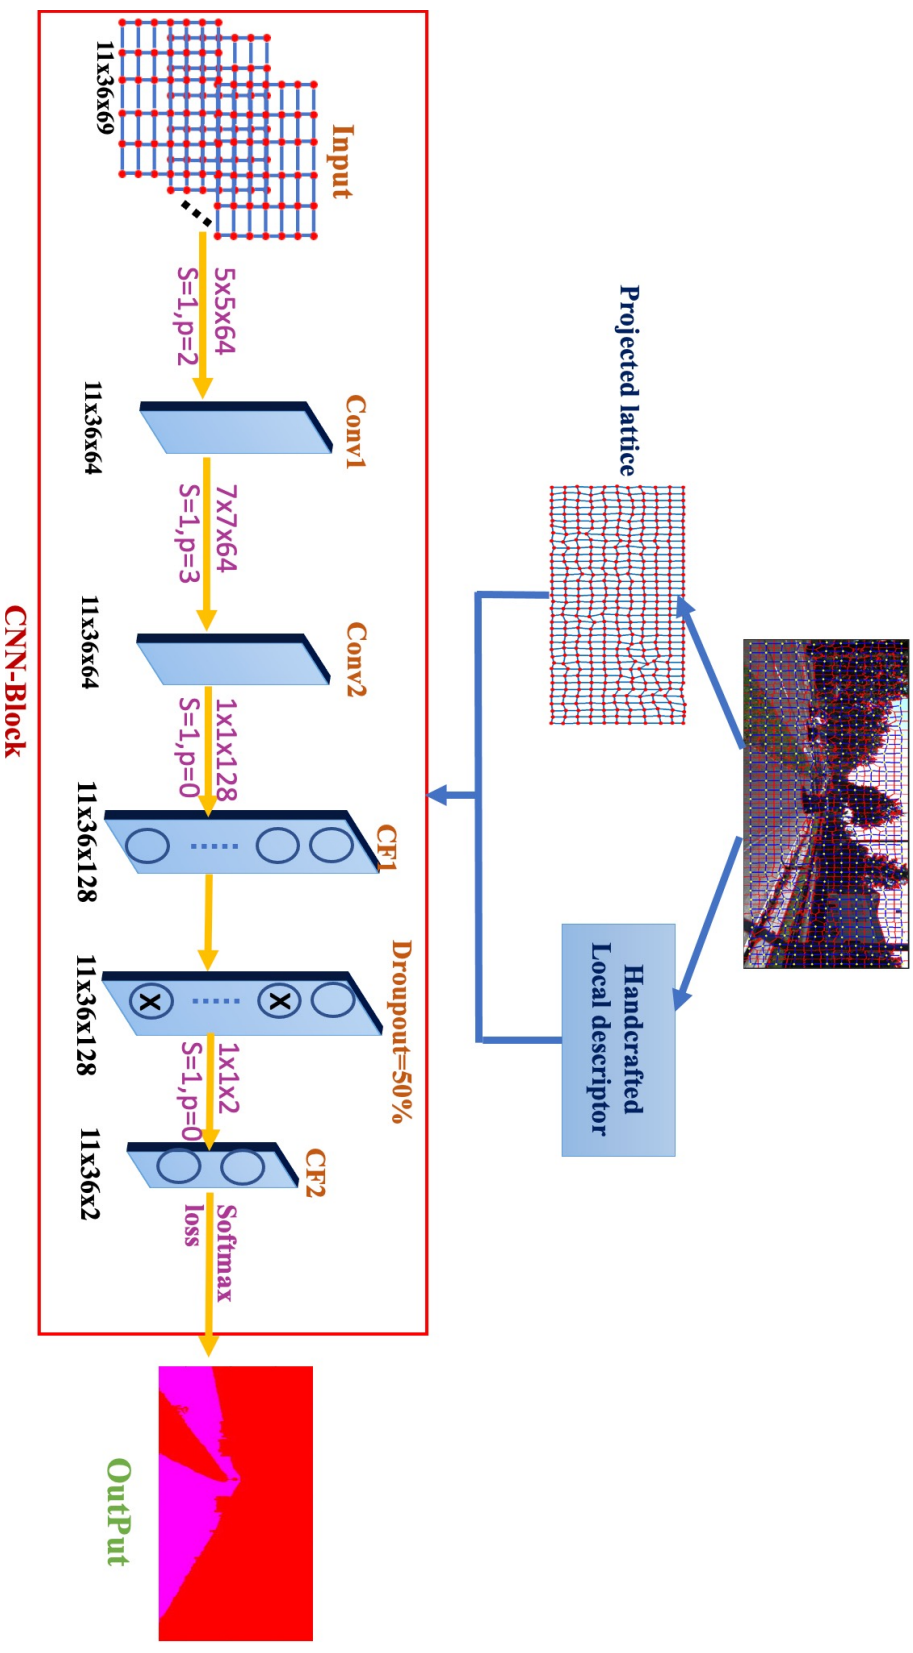 Projected lattice
Handcrafted
Local descriptor
Input
11x36x69
5x5x64
S=1,p=2
Conv1
11x36x64
7x7x64
S=1,p=3
Conv2
11x36x64
1x1x128
S=1,p=0
CF1
11x36x128
Droupout=50%
X
X
11x36x128
1x1x2
S=1,p=0
CF2
11x36x2
Softmax
loss
OutPut
CNN-Block